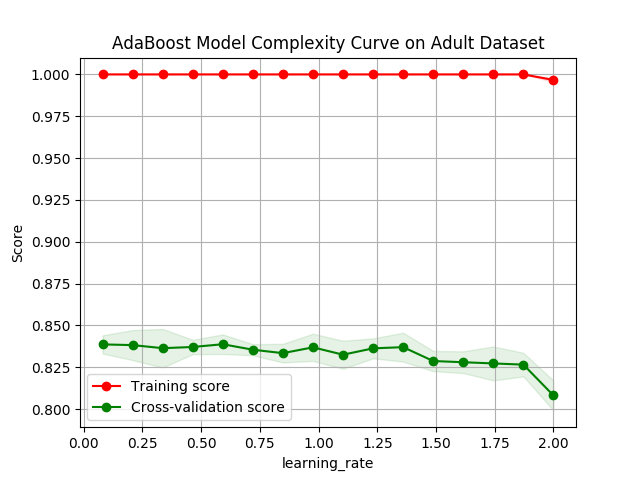 AdaBoost Model Complexity Curve on Adult Dataset
1.000
0.975
0.950
0.925
0.900
0.875
0.850
0.825
0.800
Score
Training score
Cross-validation score
0.00 0.25 0.50 0.75 1.00 1.25 1.50 1.75 2.00
learning_rate